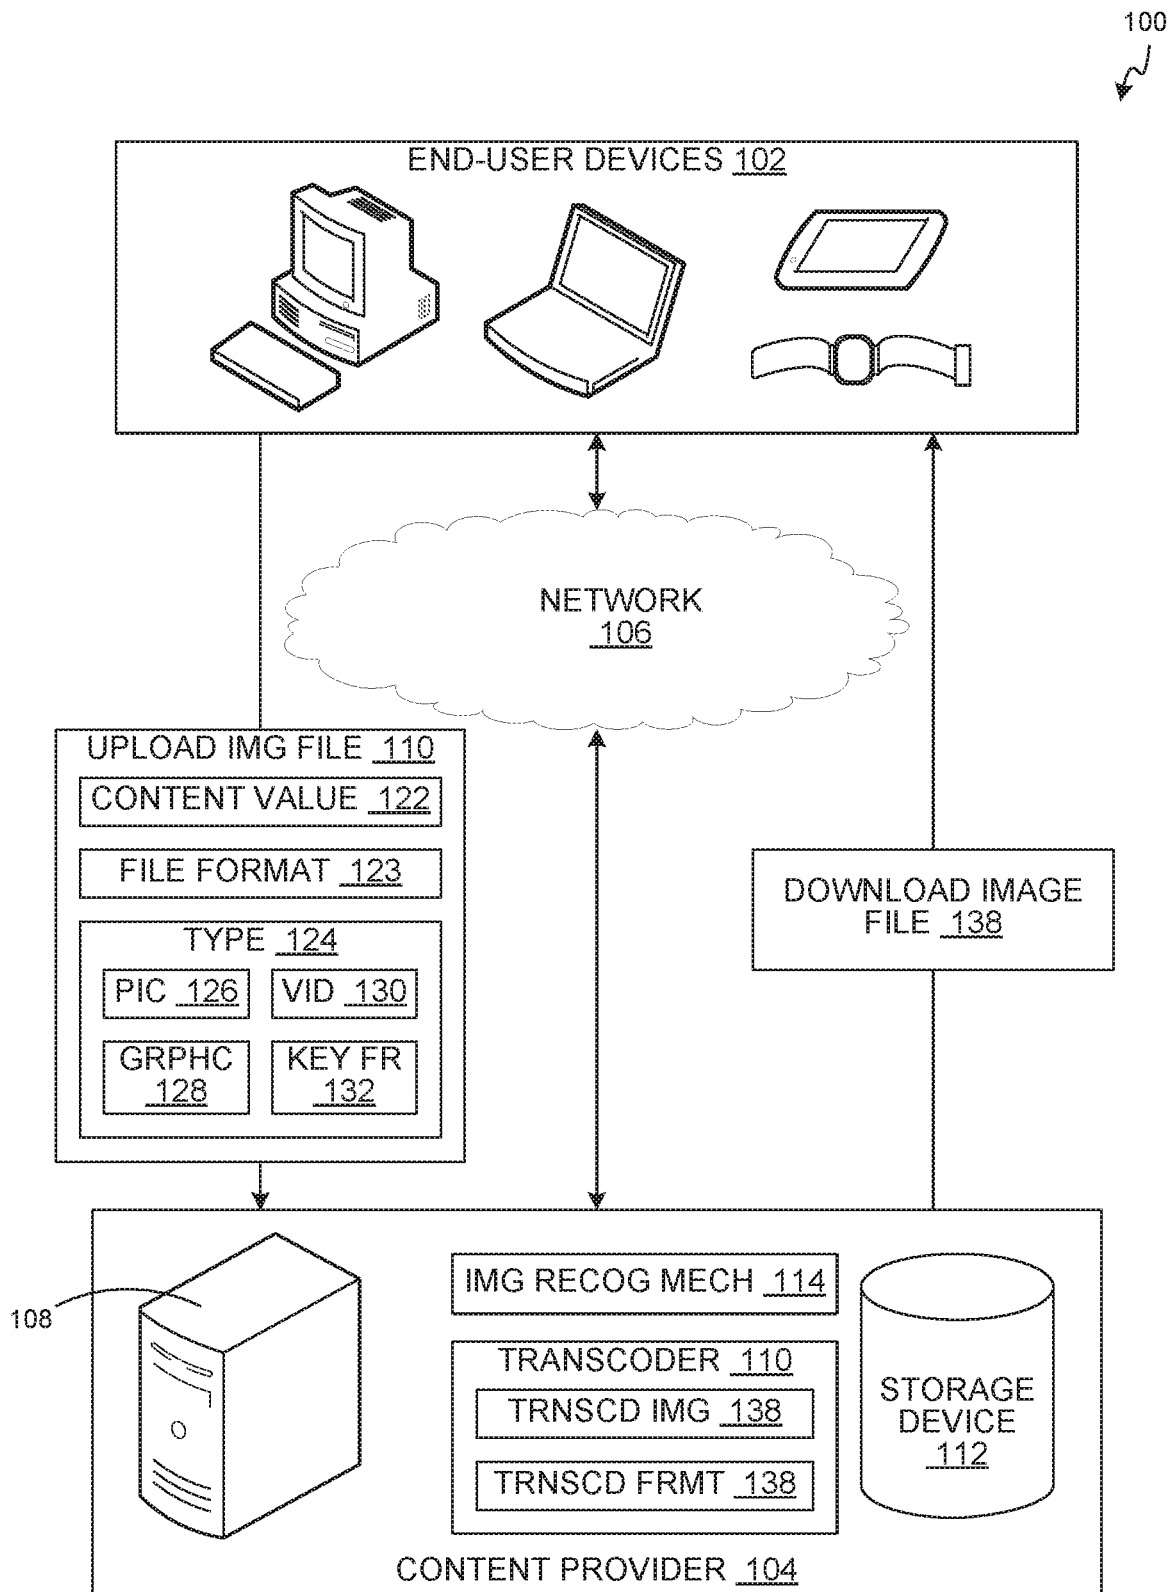 100
END-USER DEVICES 102
NETWORK
106
UPLOAD IMG FILE 110
CONTENT VALUE 122
FILE FORMAT 123
TYPE 124
PIC 126
VID 130
GRPHC
128
KEY FR
132
DOWNLOAD IMAGE
FILE 138
108
IMG RECOG MECH 114
TRANSCODER 110
TRNSCD IMG 138
TRNSCD FRMT 138
STORAGE
DEVICE
112
CONTENT PROVIDER 104